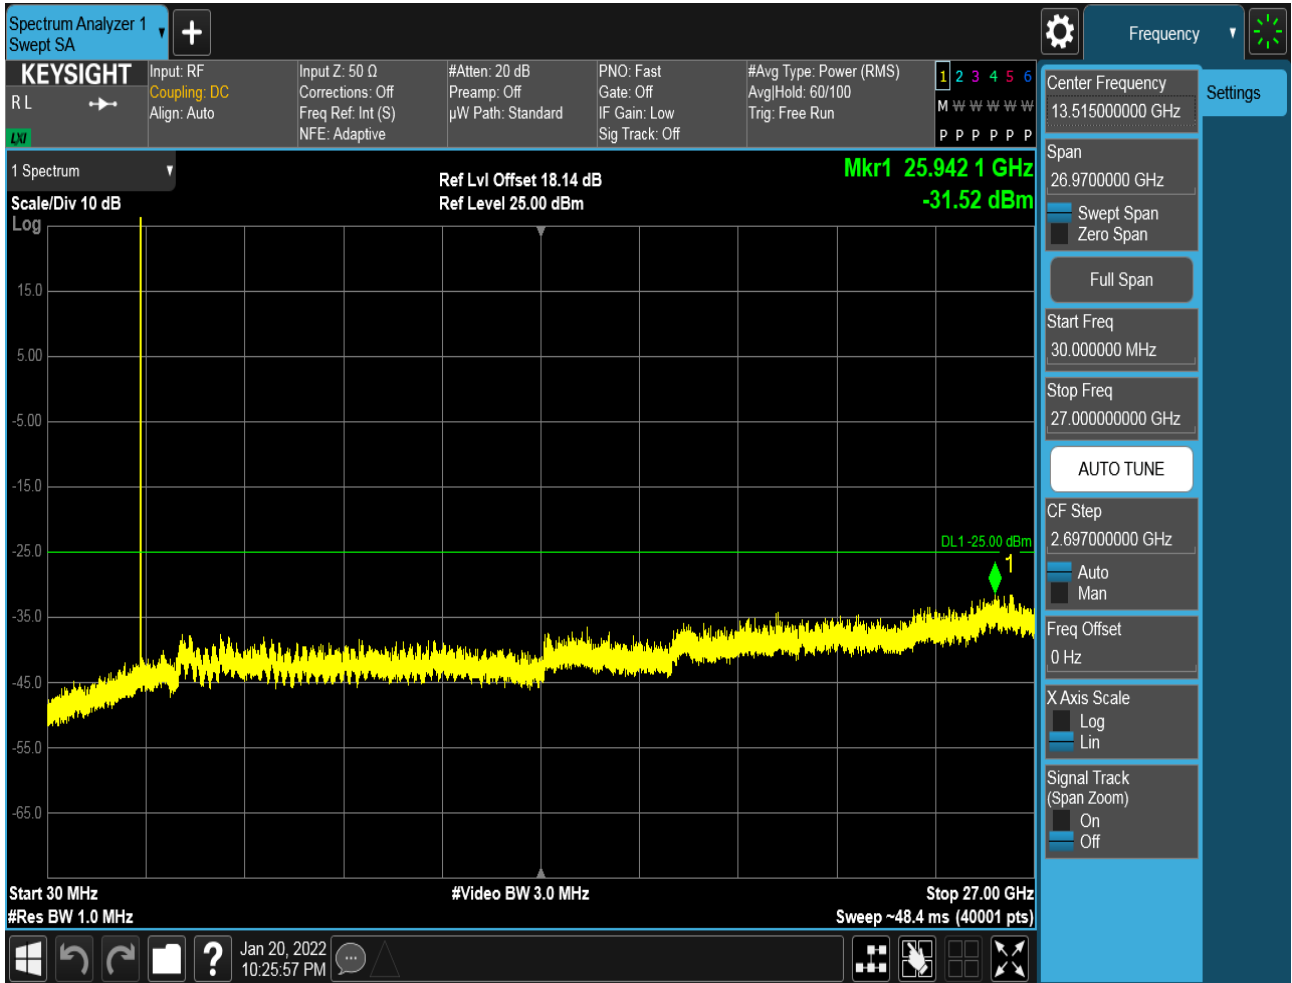 Spectrum Analyzer 1
Swept SA
Frequency
KEYSIGHT
R L
LXI
Input: RF
Coupling: DC
Align: Auto
Input Z: 50 Ω
Corrections: Off
Freq Ref: Int (S)
NFE: Adaptive
#Atten: 20 dB
Preamp: Off
µW Path: Standard
PNO: Fast
Gate: Off
IF Gain: Low
Sig Track: Off
#Avg Type: Power (RMS)
Avg|Hold: 60/100
Trig: Free Run
1 2 3 4 5 6
M W W W W W
P P P P P P
1 Spectrum
Scale/Div 10 dB
Log
Ref Lvl Offset 18.14 dB
Ref Level 25.00 dBm
Mkr1 25.942 1 GHz
-31.52 dBm
15.0
5.00
-5.00
-15.0
-25.0
-35.0
-45.0
-55.0
-65.0
DL1 -25.00 dBm
1
Start 30 MHz
#Res BW 1.0 MHz
#Video BW 3.0 MHz
Stop 27.00 GHz
Sweep ~48.4 ms (40001 pts)
Center Frequency
13.515000000 GHz
Settings
Span
26.9700000 GHz
Swept Span
Zero Span
Full Span
Start Freq
30.000000 MHz
Stop Freq
27.000000000 GHz
AUTO TUNE
CF Step
2.697000000 GHz
Auto
Man
Freq Offset
0 Hz
X Axis Scale
Log
Lin
Signal Track
(Span Zoom)
On
Off
?
Jan 20, 2022
10:25:57 PM